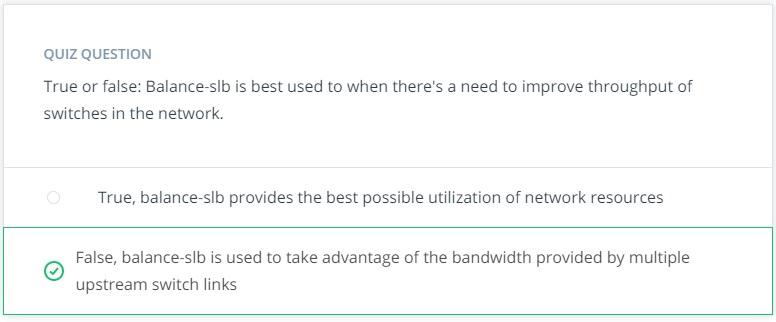 QUIZ QUESTION
True or false: Balance-slb is best used to when there's a need to improve throughput of
switches in the network.
True, balance-slb provides the best possible utilization of network resources
False, balance-slb is used to take advantage of the bandwidth provided by multiple
upstream switch links